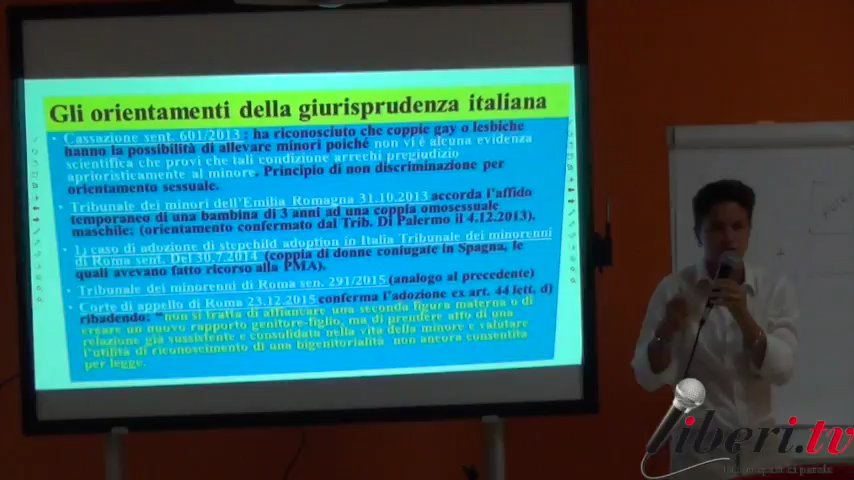 Gli orientamenti della giurisprudenza italiana
• Cassazione sent. 601/2013 : ha riconosciuto che coppie gay o lesbiche
hanno la possibilità di allevare minori poiché non vi è alcuna evidenza
scientifica che provi che tali condizione arrechi pregiudizio
aprioristicamente al minore. Principio di non discriminazione per
orientamento sessuale.
• Tribunale dei minori dell'Emilia Romagna 31.10.2013 accorda l'affido
temporaneo di una bambina di 3 anni ad una coppia omosessuale
maschile: (orientamento confermato dal Trib. Di Palermo il 4.12.2013).
• 1) caso di adozione di stepchild adoption in Italia Tribunale dei minorenni
di Roma sent. Del 30.7.2014 (coppia di donne coniugate in Spagna, le
quali avevano fatto ricorso alla PMA).
• Tribunale dei minorenni di Roma sen. 291/2015 (analogo al precedente)
• Corte di appello di Roma 23.12.2015 conferma l'adozione ex art. 44 lett. d)
ribadendo: “non si tratta di affiancare una seconda figura materna o di
creare un nuovo rapporto genitore-figlio, ma di prendere atto di una
relazione già sussistente e consolidata nella vita della minore e valutare
l'utilità di riconoscimento di una bigenitorialità non ancora consentita
per legge.
liberi.tv